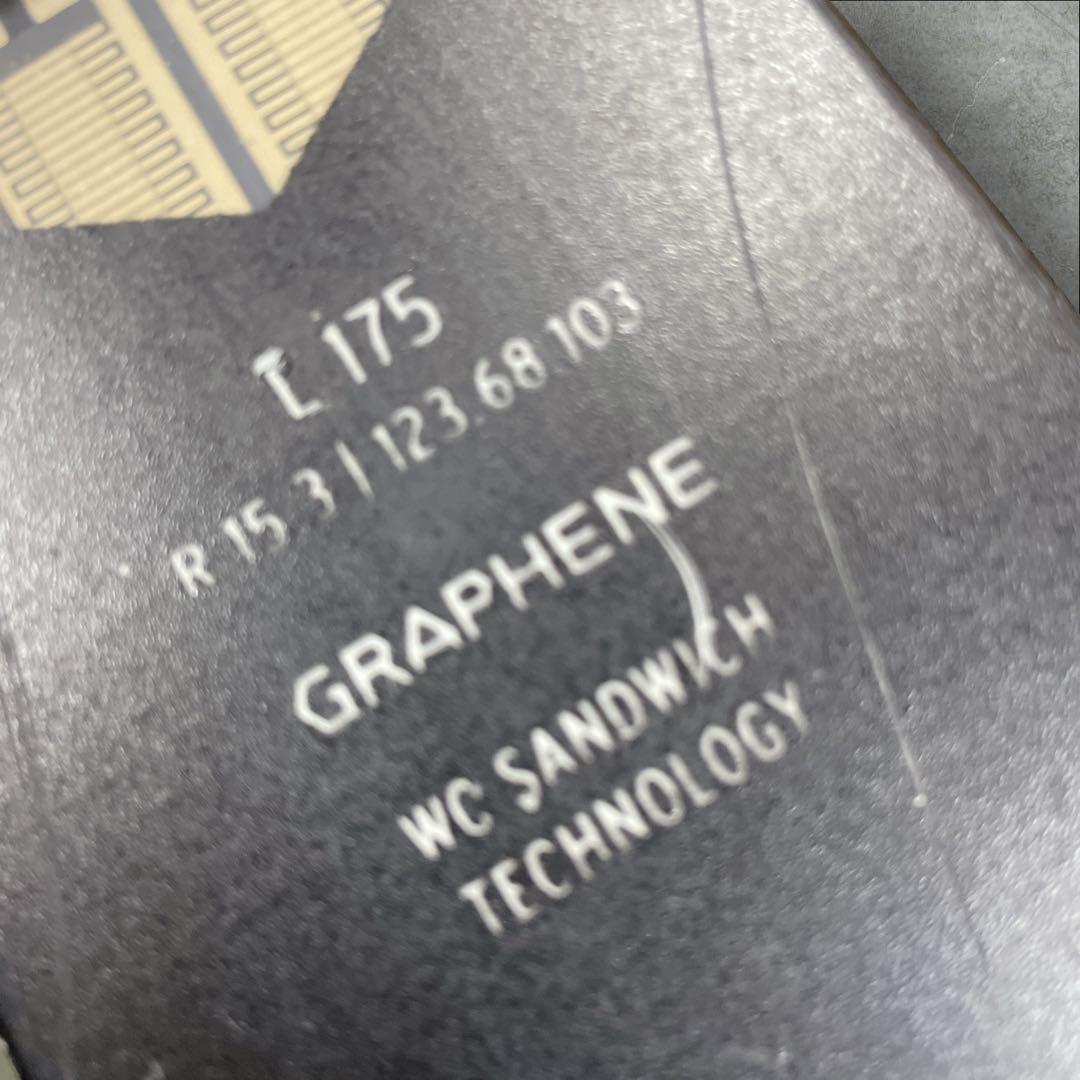 L 175
R 15.3 / 123.68.103
GRAPHENE
WC SANDWICH
TECHNOLOGY